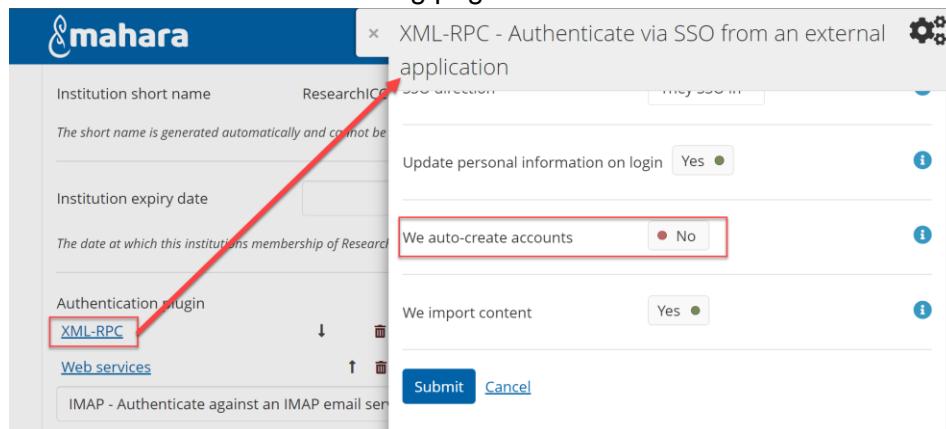 mahara
× XML-RPC - Authenticate via SSO from an external
application
Institution short name ResearchICC
The short name is generated automatically and cannot be
Update personal information on login Yes
Institution expiry date
The date at which this institutions membership of Research
We auto-create accounts No
Authentication plugin
XML-RPC
We import content Yes
Web services
Submit Cancel
IMAP - Authenticate against an IMAP email